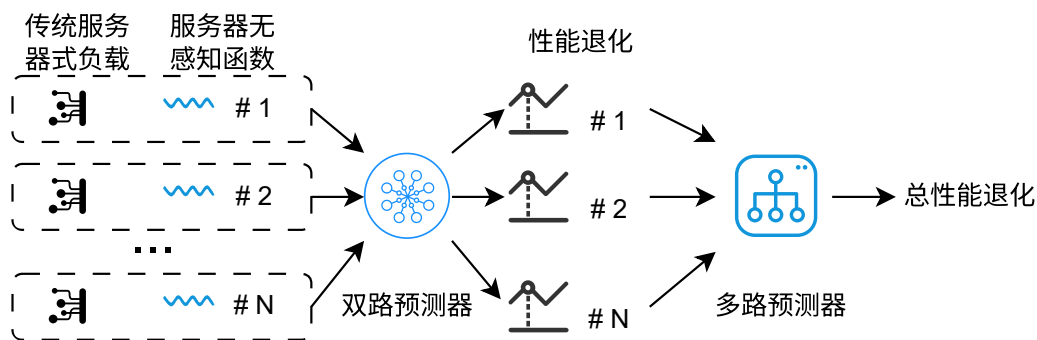 传统服务
器式负载
服务器无
感知函数
性能退化
# 1
# 1
# 2
# 2
总性能退化
...
# N
双路预测器
# N
多路预测器